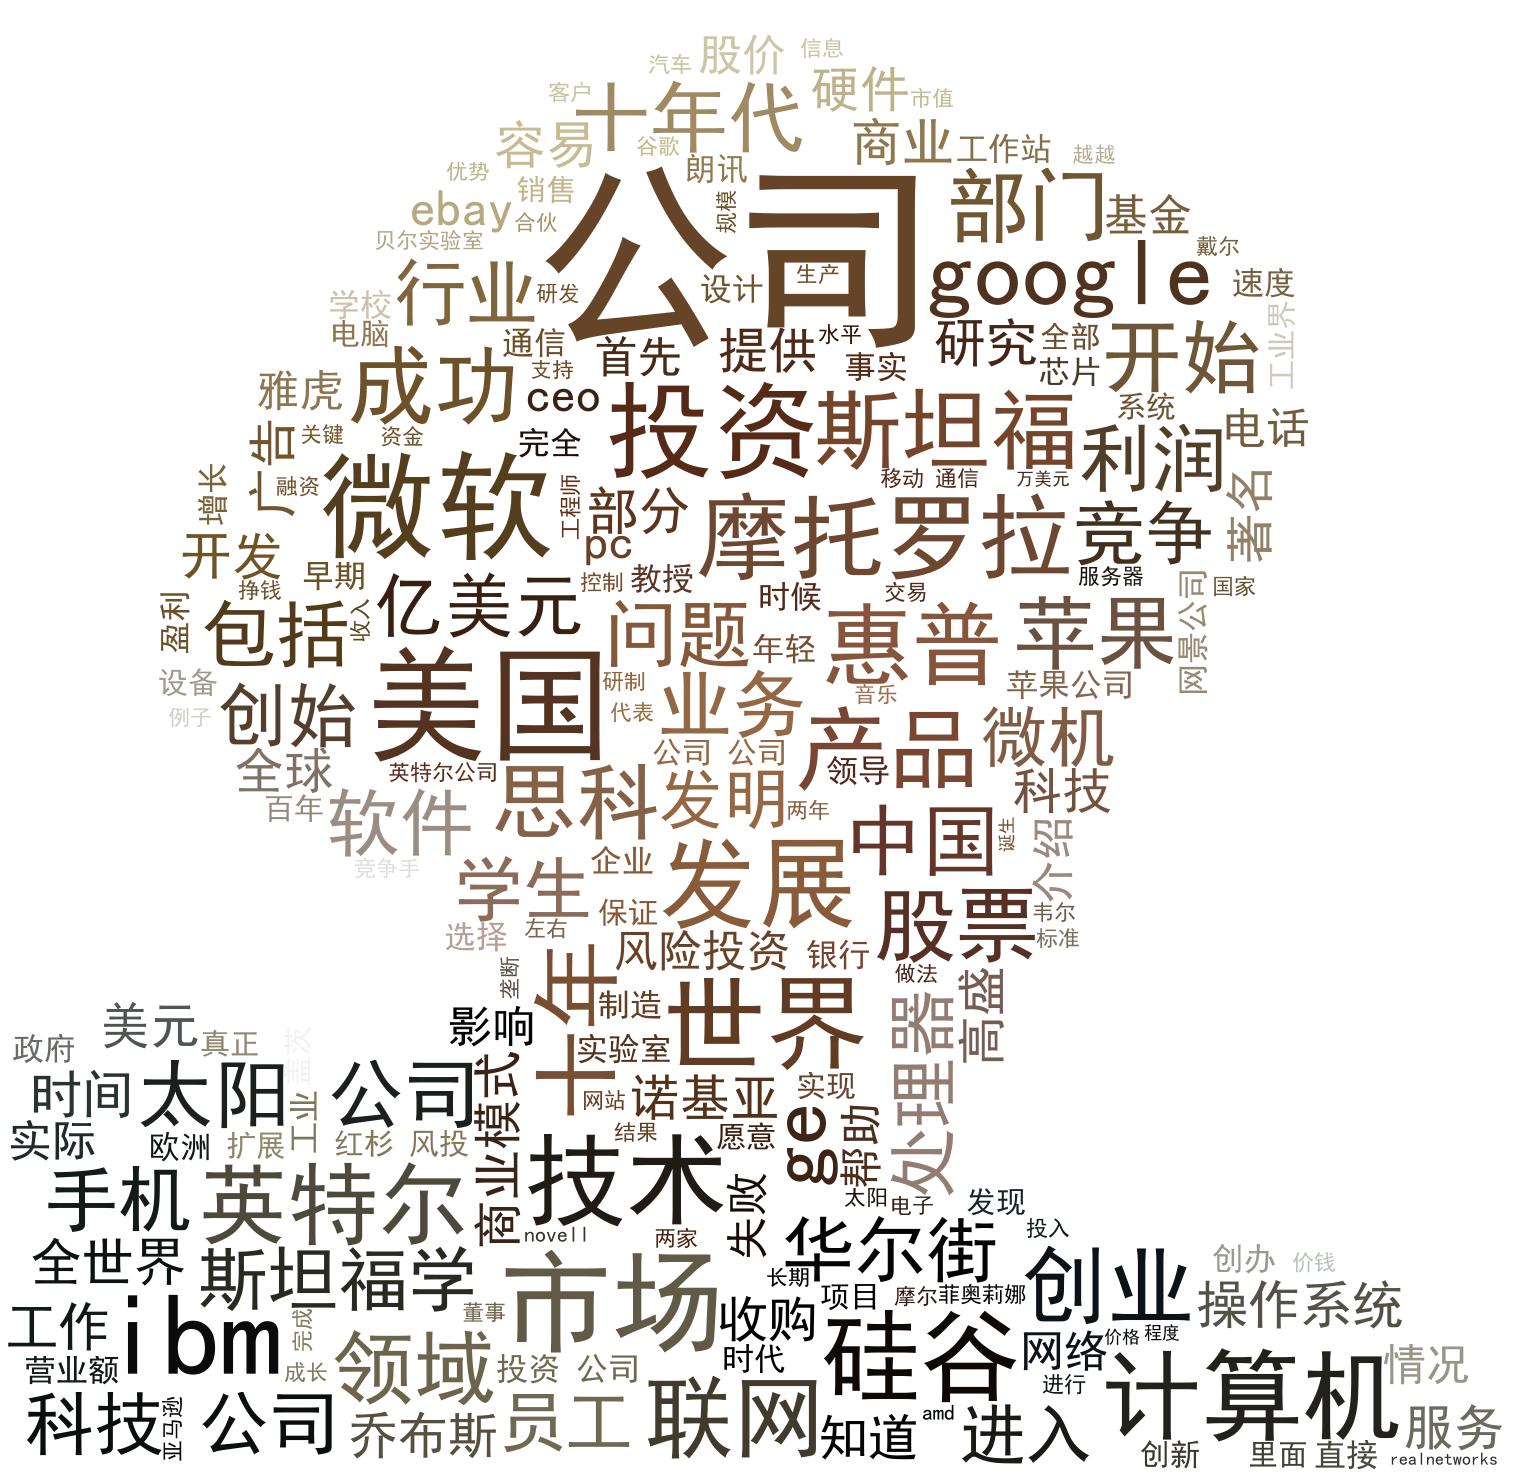 股价
信息
汽车
客户
十年代
硬件
市值
容易
谷歌
商业
工作站
越越
优势
销售
朗讯
公司
部门
基金
ebay
合伙
规模
贝尔实验室
戴尔
行业
研发
设计
生产
google
速度
学校
电脑
通信
首先
提供
水平
事实
研究
全部
芯片
开始
工业界
雅虎
成功
支持
ceo
投资
斯坦福
系统
利润
电话
广告
关键
资金
完全
增长
融资
微软
工程师
部分
移动 通信
万美元
摩托罗拉
竞争
著名
开发
早期
挣钱
pc
控制
教授
时候
交易
服务器
国家
网景公司
盈利
包括
收入
亿美元
问题
年轻
惠普
苹果
苹果公司
设备
例子
创始
美国
研制
代表
业务
音乐
产品
微机
全球
英特尔公司
公司 公司
领导
科技
百年
软件
思科
发明
两年
中国
诞生
介绍
竞争手
学生
企业
发展
保证
股票
韦尔
标准
选择
左右
风险投资
银行
做法
垄断
十年
制造
世界
处理器
高盛
美元
政府
真正
盖茨
影响
实验室
时间
太阳 公司
商业模式
网站
诺基亚
实现
ge
帮助
实际
欧洲
扩展
工业
红杉 风投
结果
愿意
手机
英特尔
技术
失败
太阳
电子
发现
novell
两家
华尔街
投入
全世界
斯坦福学
市场
长期
项目
摩尔
菲奥莉娜
创业
创办
价钱
操作系统
工作
ibm
完成
董事
收购
时代
硅谷
网络
价格
程度
营业额
成长
领域
投资 公司
进行
计算机
情况
科技 公司
亚马逊
乔布斯
员工
联网
知道
amd
进入
创新
里面
直接
服务
realnetworks